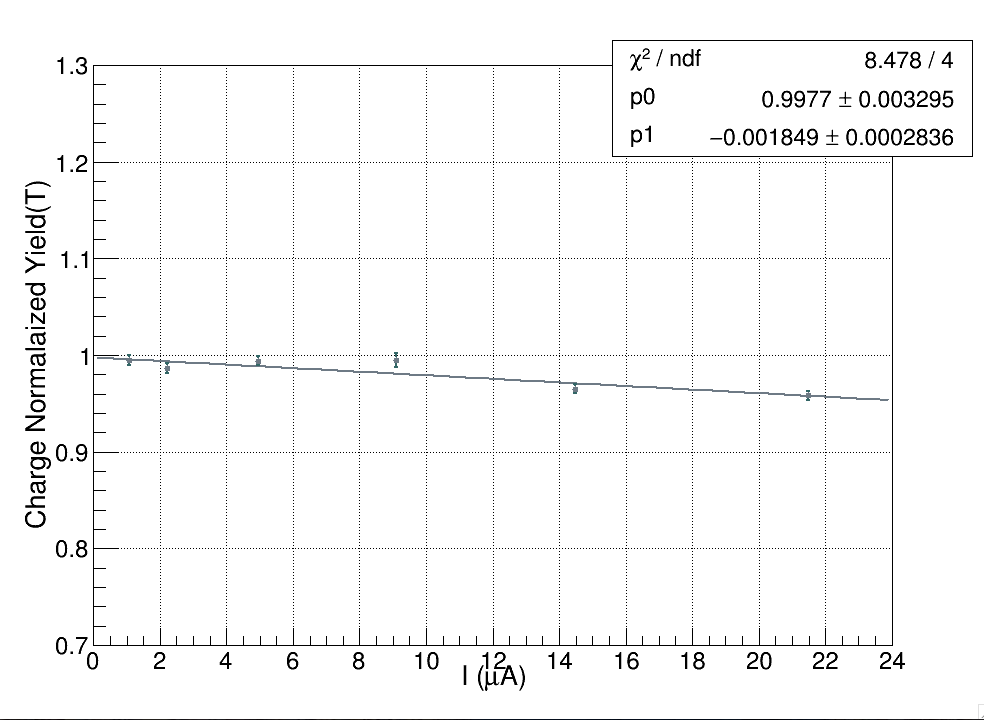 χ² / ndf 8.478 / 4
p0 0.9977 ± 0.003295
p1 −0.001849 ± 0.0002836
1.3
1.2
1.1
1
0.9
0.8
0.7
Charge Normalaized Yield(T)
0 2 4 6 8 10 12 14 16 18 20 22 24
I (μA)